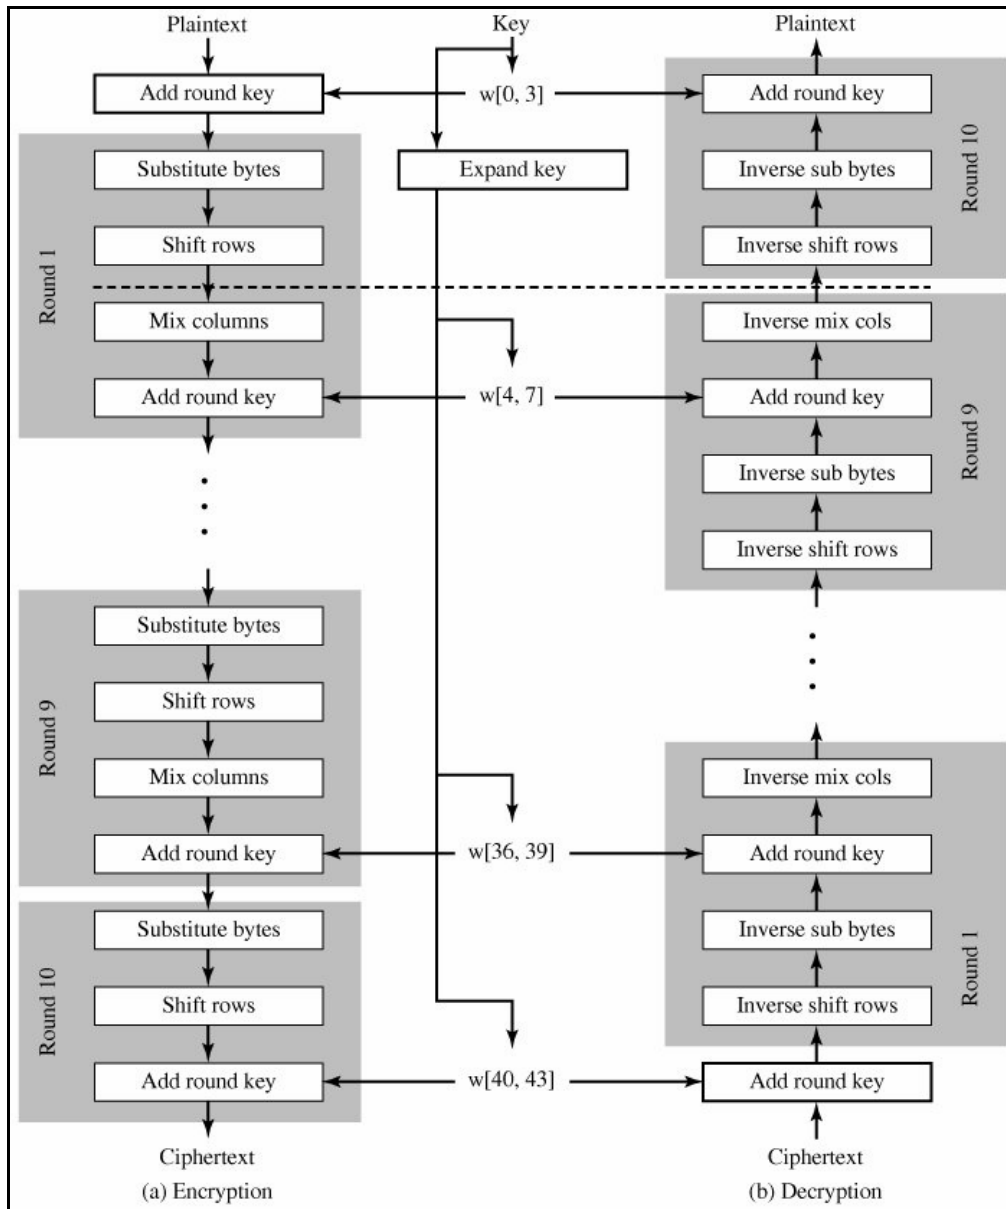 Plaintext
Add round key
Round 1
Substitute bytes
Shift rows
Mix columns
Add round key
Round 9
Substitute bytes
Shift rows
Mix columns
Add round key
Round 10
Substitute bytes
Shift rows
Add round key
Ciphertext
(a) Encryption
Key
w[0, 3]
Expand key
w[4, 7]
w[36, 39]
w[40, 43]
Plaintext
Add round key
Inverse sub bytes
Inverse shift rows
Round 10
Inverse mix cols
Add round key
Inverse sub bytes
Inverse shift rows
Round 9
Inverse mix cols
Add round key
Inverse sub bytes
Inverse shift rows
Round 1
Add round key
Ciphertext
(b) Decryption